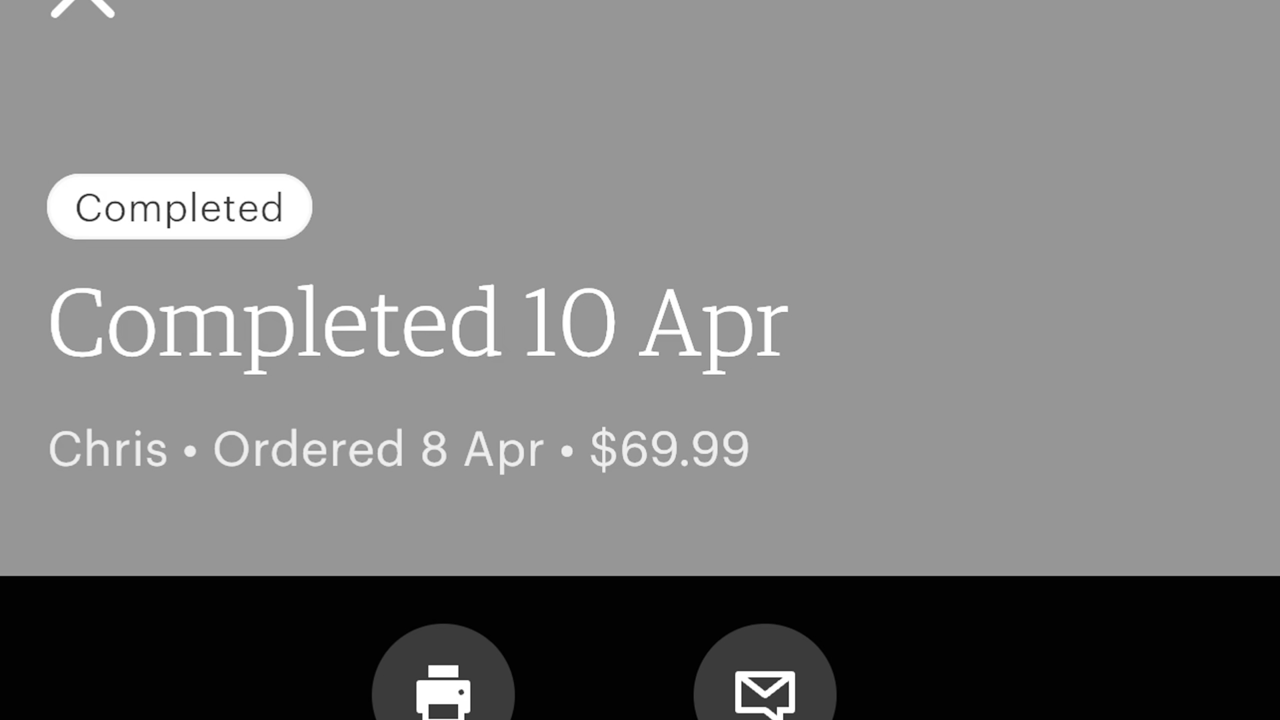 Completed
Completed 10 Apr
Chris • Ordered 8 Apr • $69.99